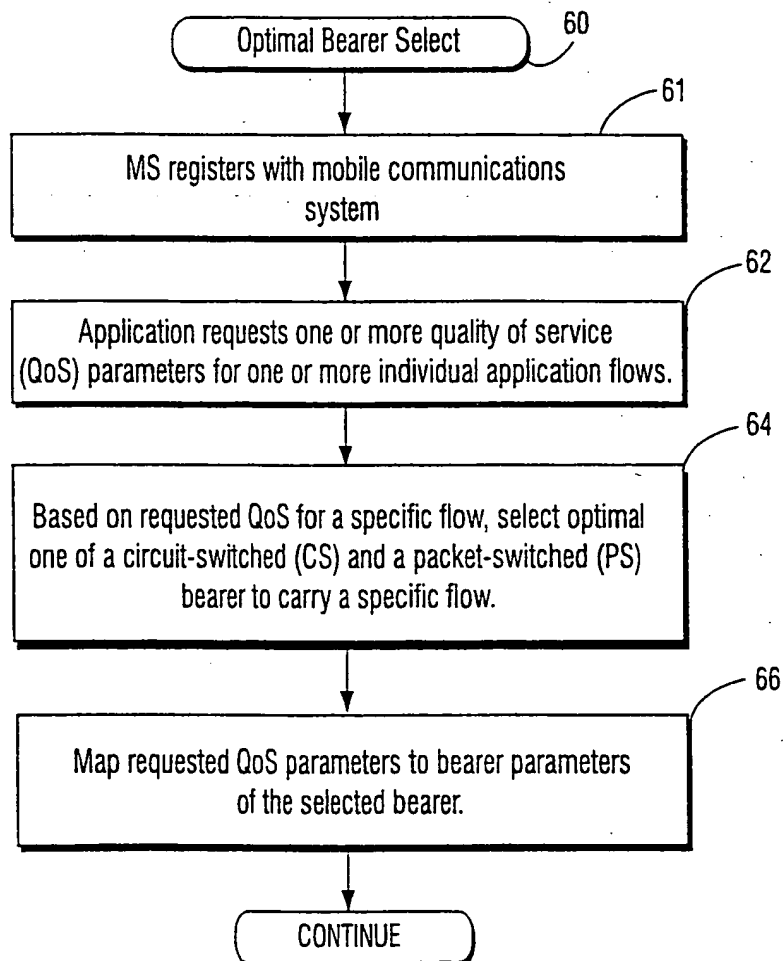 Optimal Bearer Select
60
61
MS registers with mobile communications
system
62
Application requests one or more quality of service
(QoS) parameters for one or more individual application flows.
64
Based on requested QoS for a specific flow, select optimal
one of a circuit-switched (CS) and a packet-switched (PS)
bearer to carry a specific flow.
66
Map requested QoS parameters to bearer parameters
of the selected bearer.
CONTINUE